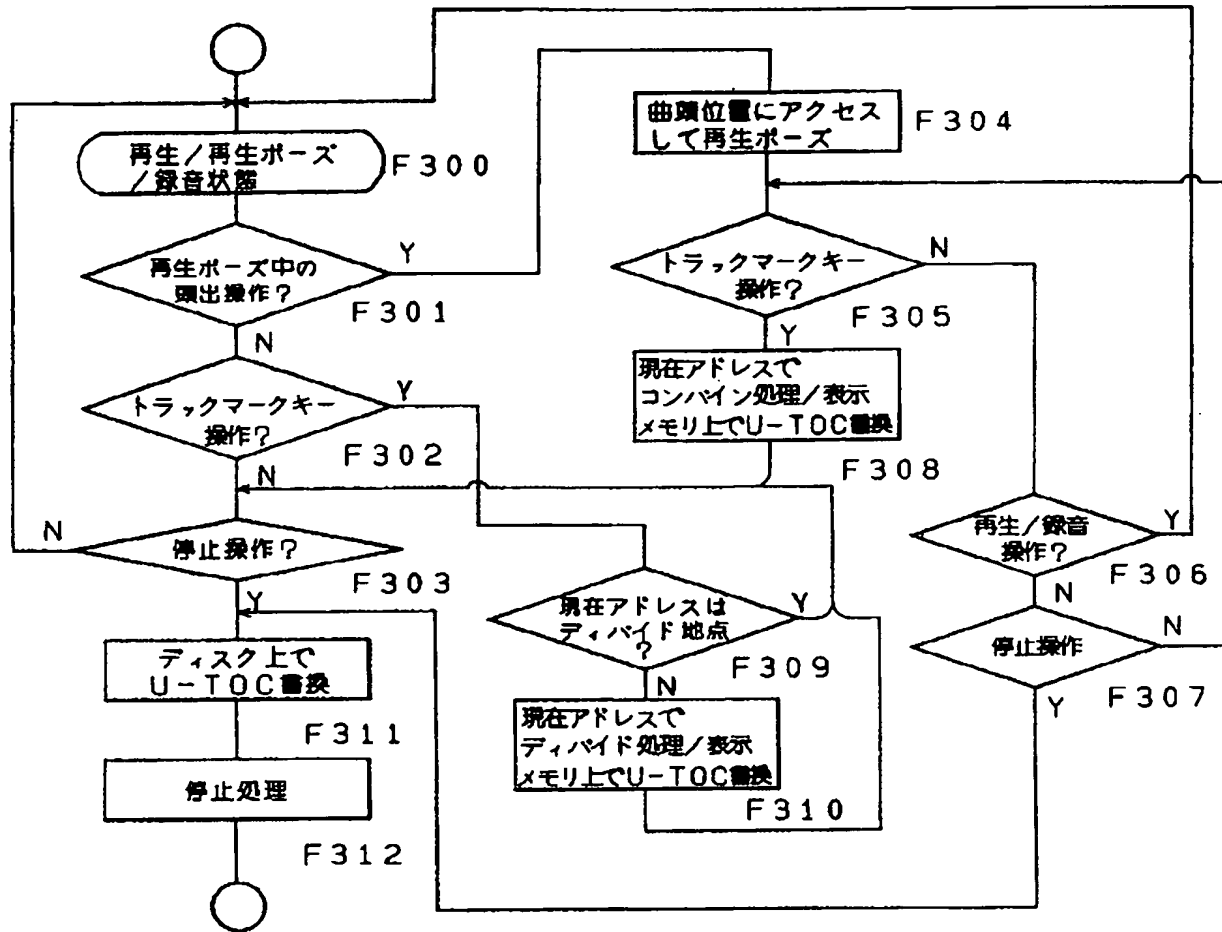 再生/再生ポーズ
/録音状態
F300
再生ポーズ中の
頭出操作?
Y
F301
N
トラックマークキー
操作?
Y
F302
N
停止操作?
N
F303
Y
ディスク上で
U-TOC書換
F311
停止処理
F312
曲頭位置にアクセス
して再生ポーズ
F304
トラックマークキー
操作?
N
F305
Y
現在アドレスで
コンバイン処理/表示
メモリ上でU-TOC書換
F308
再生/録音
操作?
Y
F306
N
停止操作
N
F307
Y
現在アドレスは
ディバイド地点
?
Y
F309
N
現在アドレスで
ディバイド処理/表示
メモリ上でU-TOC書換
F310